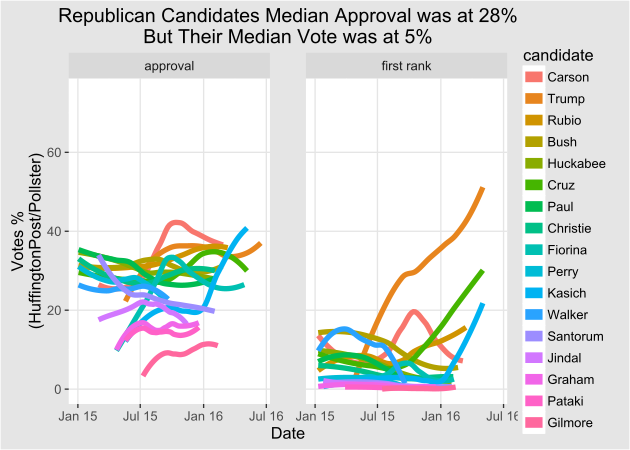 Republican Candidates Median Approval was at 28%
But Their Median Vote was at 5%
approval
first rank
Votes %
(HuffingtonPost/Pollster)
60
40
20
0
Jan 15 Jul 15 Jan 16 Jul 16
Jan 15 Jul 15 Jan 16 Jul 16
Date
candidate
Carson
Trump
Rubio
Bush
Huckabee
Cruz
Paul
Christie
Fiorina
Perry
Kasich
Walker
Santorum
Jindal
Graham
Pataki
Gilmore